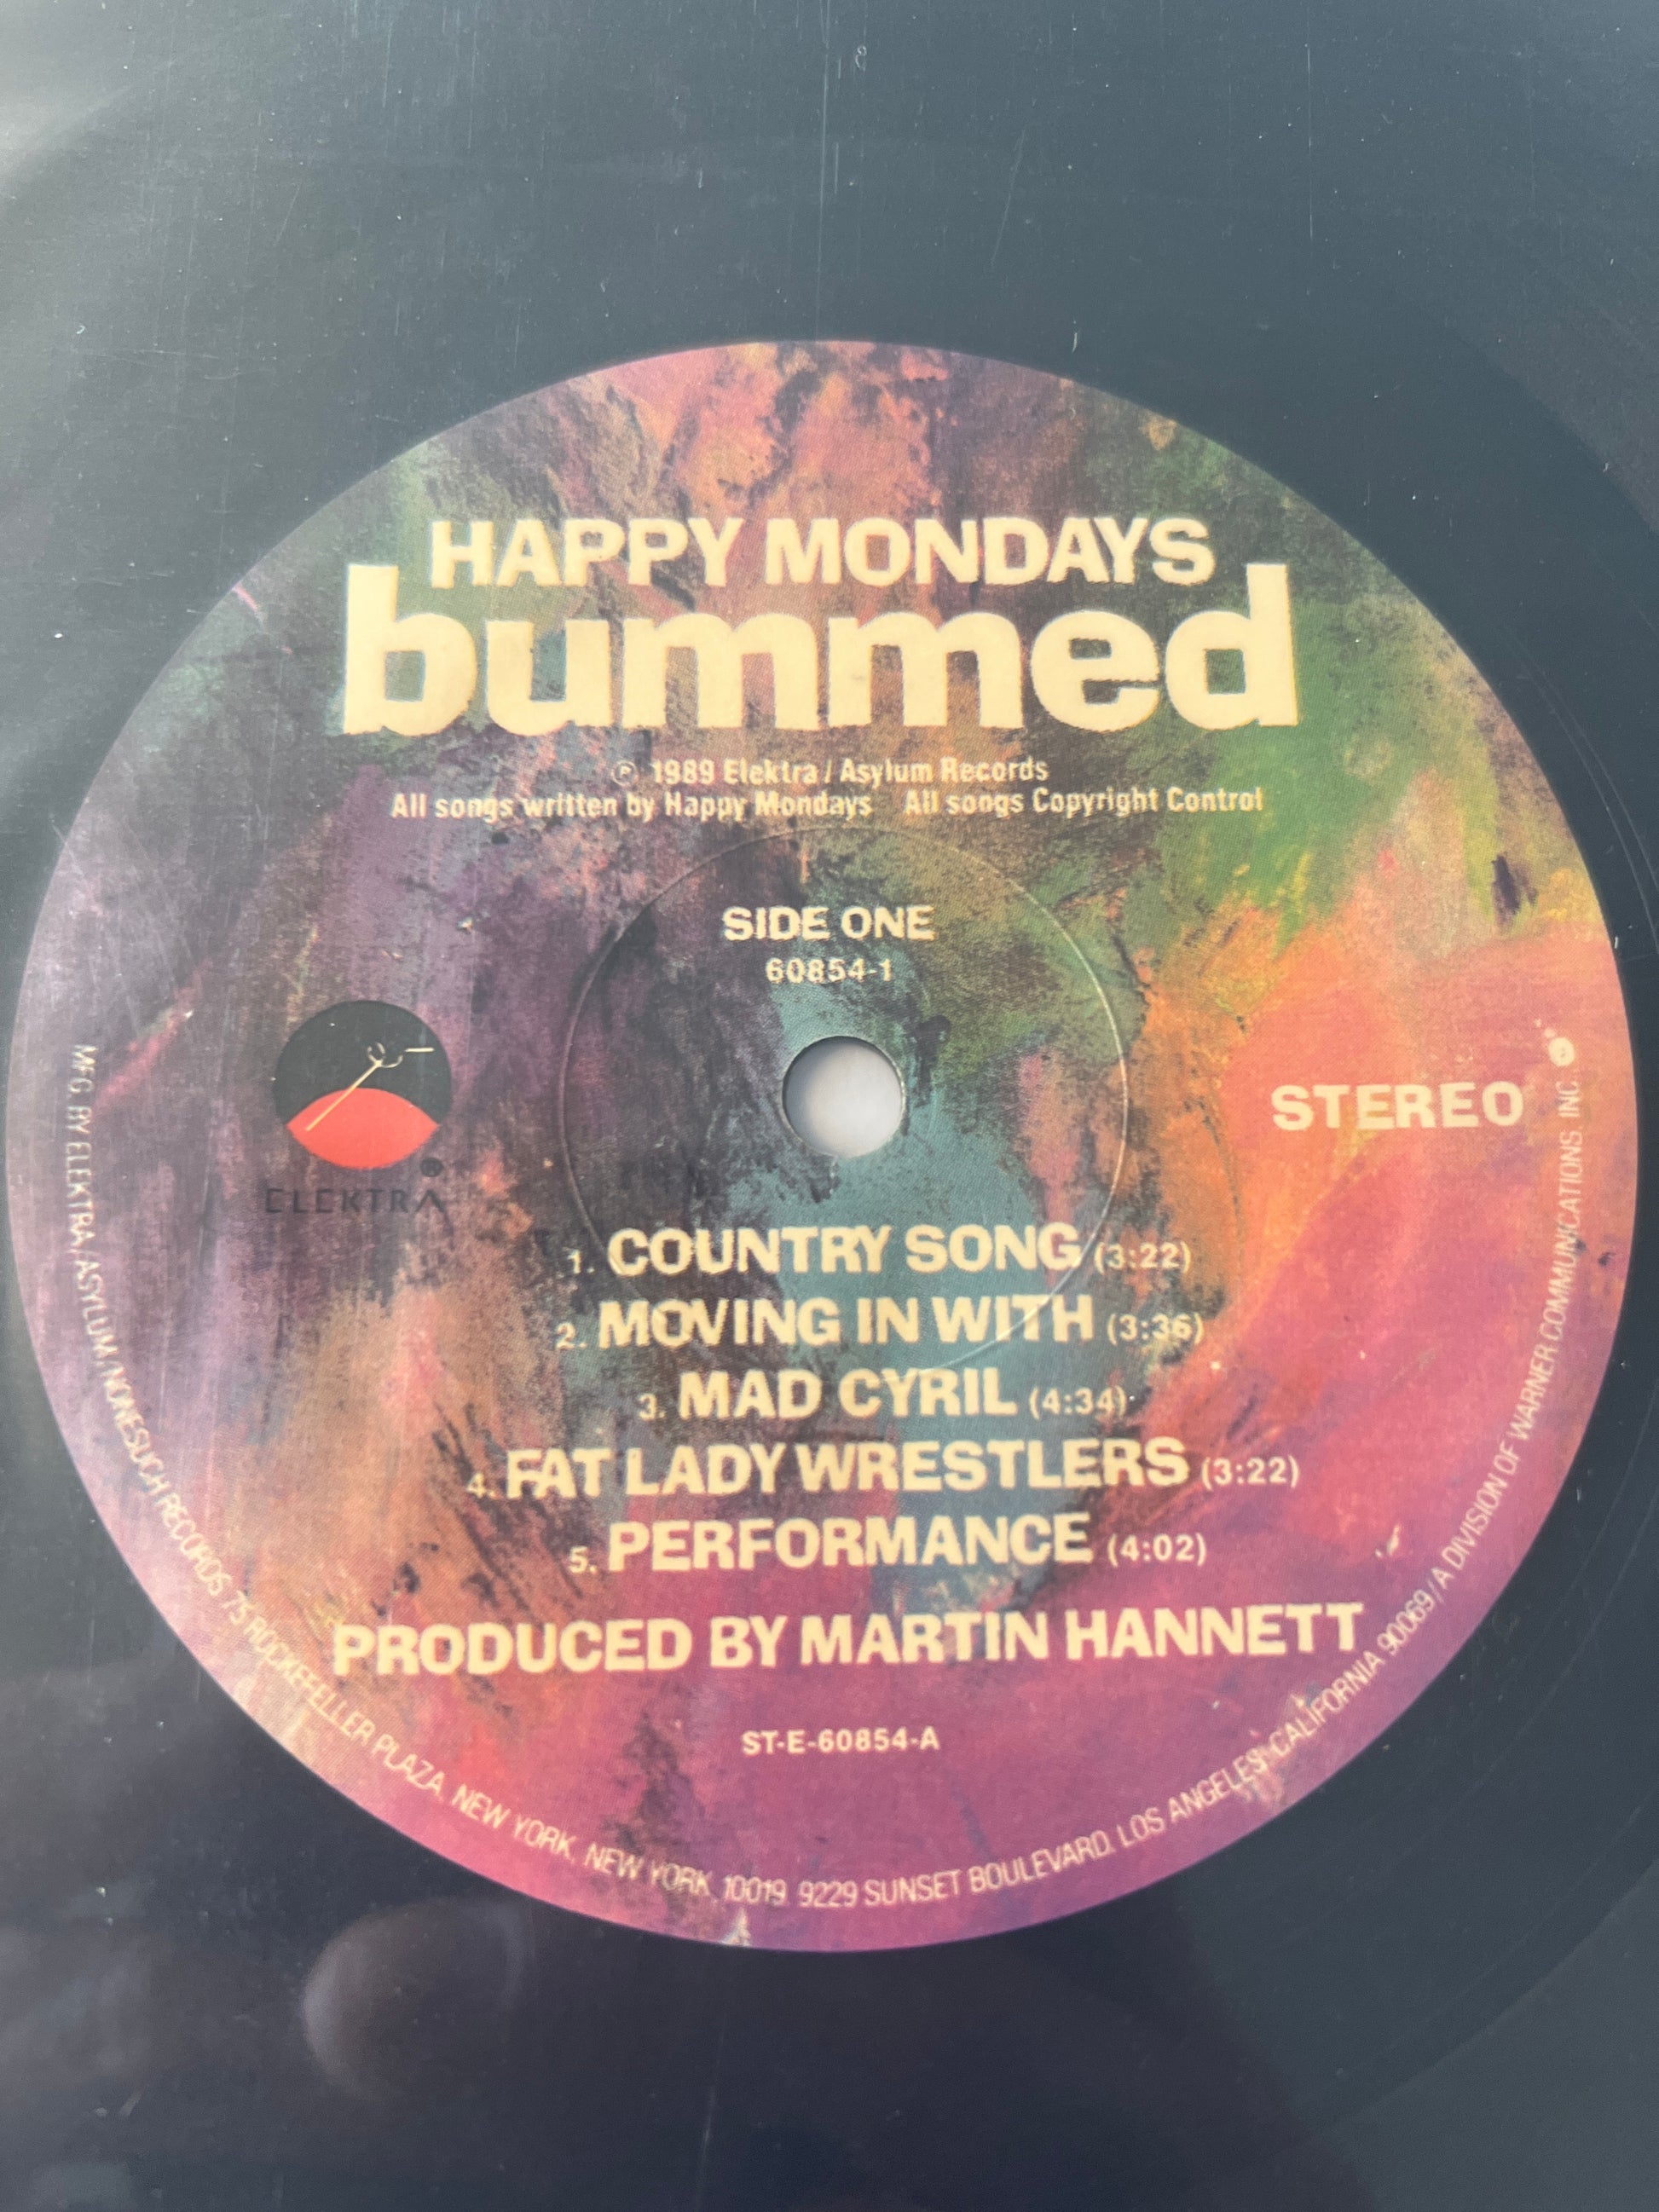 HAPPY MONDAYS
bummed
℗ 1989 Elektra / Asylum Records
All songs written by Happy Mondays All songs Copyright Control
SIDE ONE
60854-1
ELEKTRA®
STEREO
1. COUNTRY SONG (3:22)
2. MOVING IN WITH (3:36)
3. MAD CYRIL (4:34)
4. FAT LADY WRESTLERS (3:22)
5. PERFORMANCE (4:02)
PRODUCED BY MARTIN HANNETT
ST-E-60854-A
MFG. BY ELEKTRA/ASYLUM/NONESUCH RECORDS, 75 ROCKEFELLER PLAZA, NEW YORK, NEW YORK 10019. 9229 SUNSET BOULEVARD, LOS ANGELES, CALIFORNIA 90069/A DIVISION OF WARNER COMMUNICATIONS, INC.